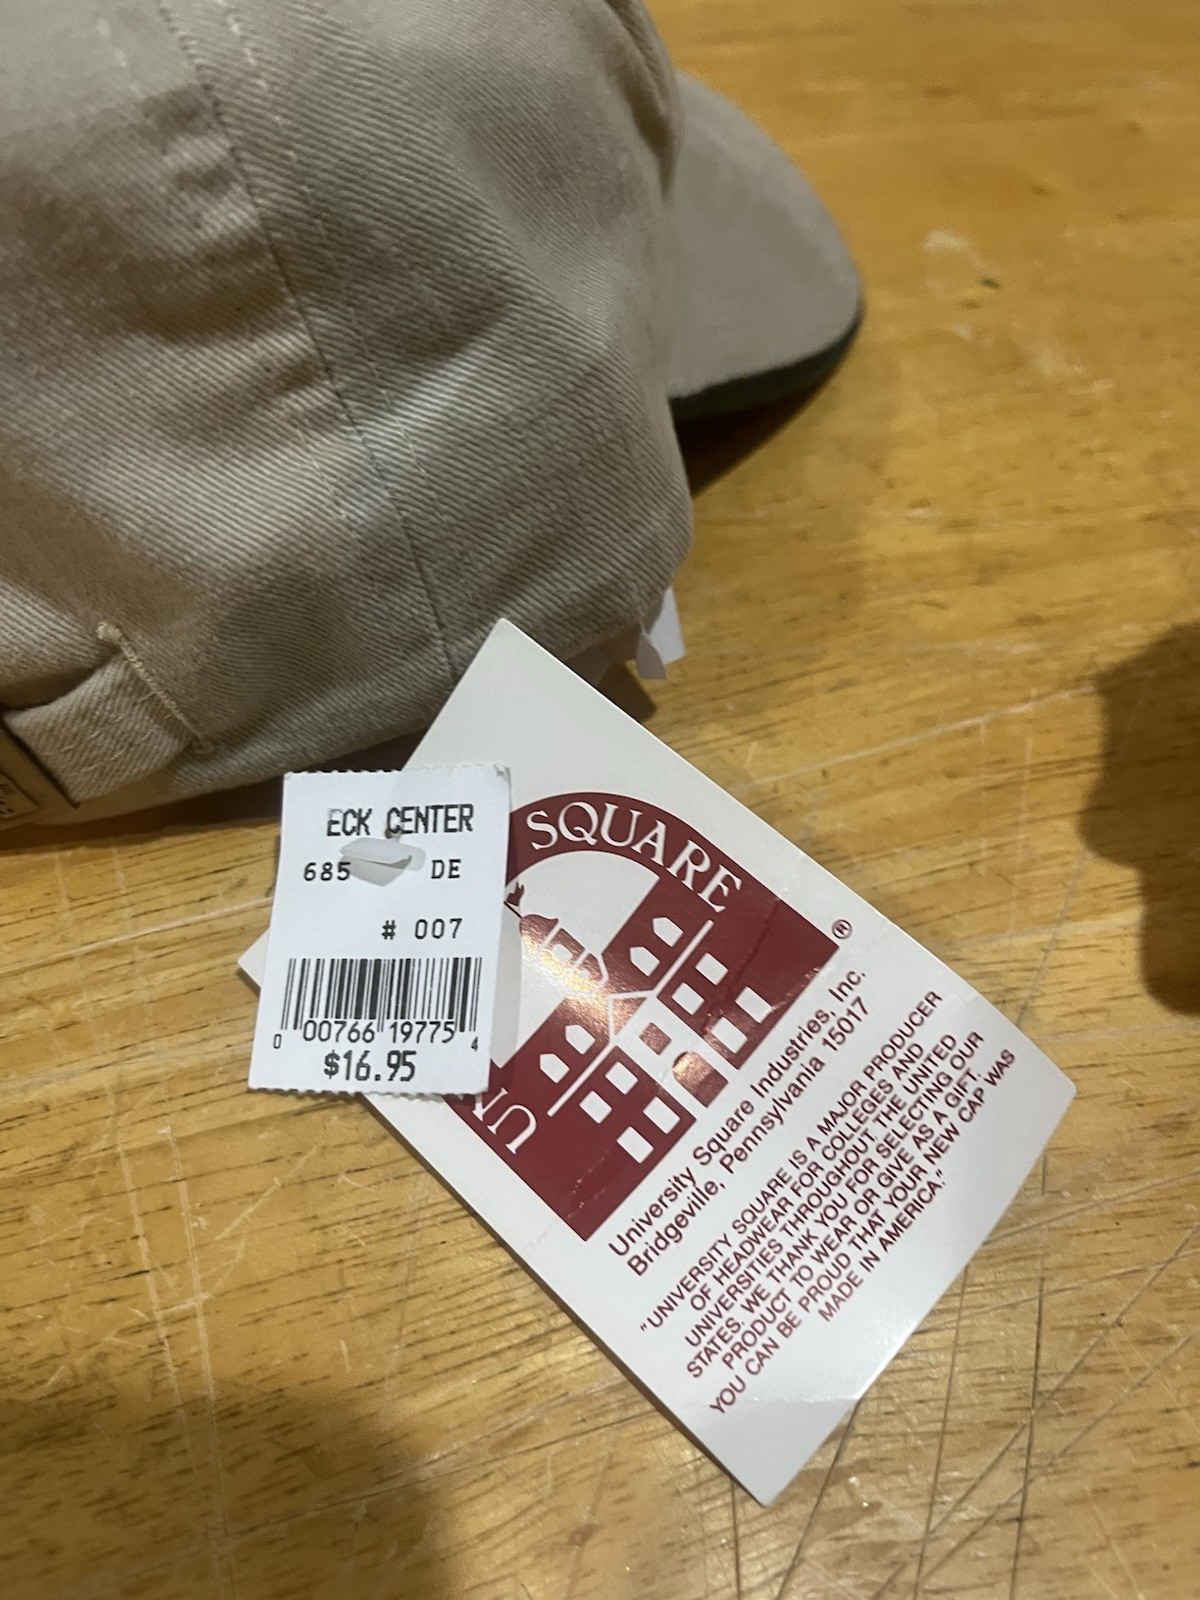 ECK CENTER
685 DE
# 007
0 00766 19775 4
$16.95
SQUARE
UN
®
University Square Industries, Inc.
Bridgeville, Pennsylvania 15017
"UNIVERSITY SQUARE IS A MAJOR PRODUCER
OF HEADWEAR FOR COLLEGES AND
UNIVERSITIES THROUGHOUT THE UNITED
STATES. WE THANK YOU FOR SELECTING OUR
PRODUCT TO WEAR OR GIVE AS A GIFT -
YOU CAN BE PROUD THAT YOUR NEW CAP WAS
MADE IN AMERICA."